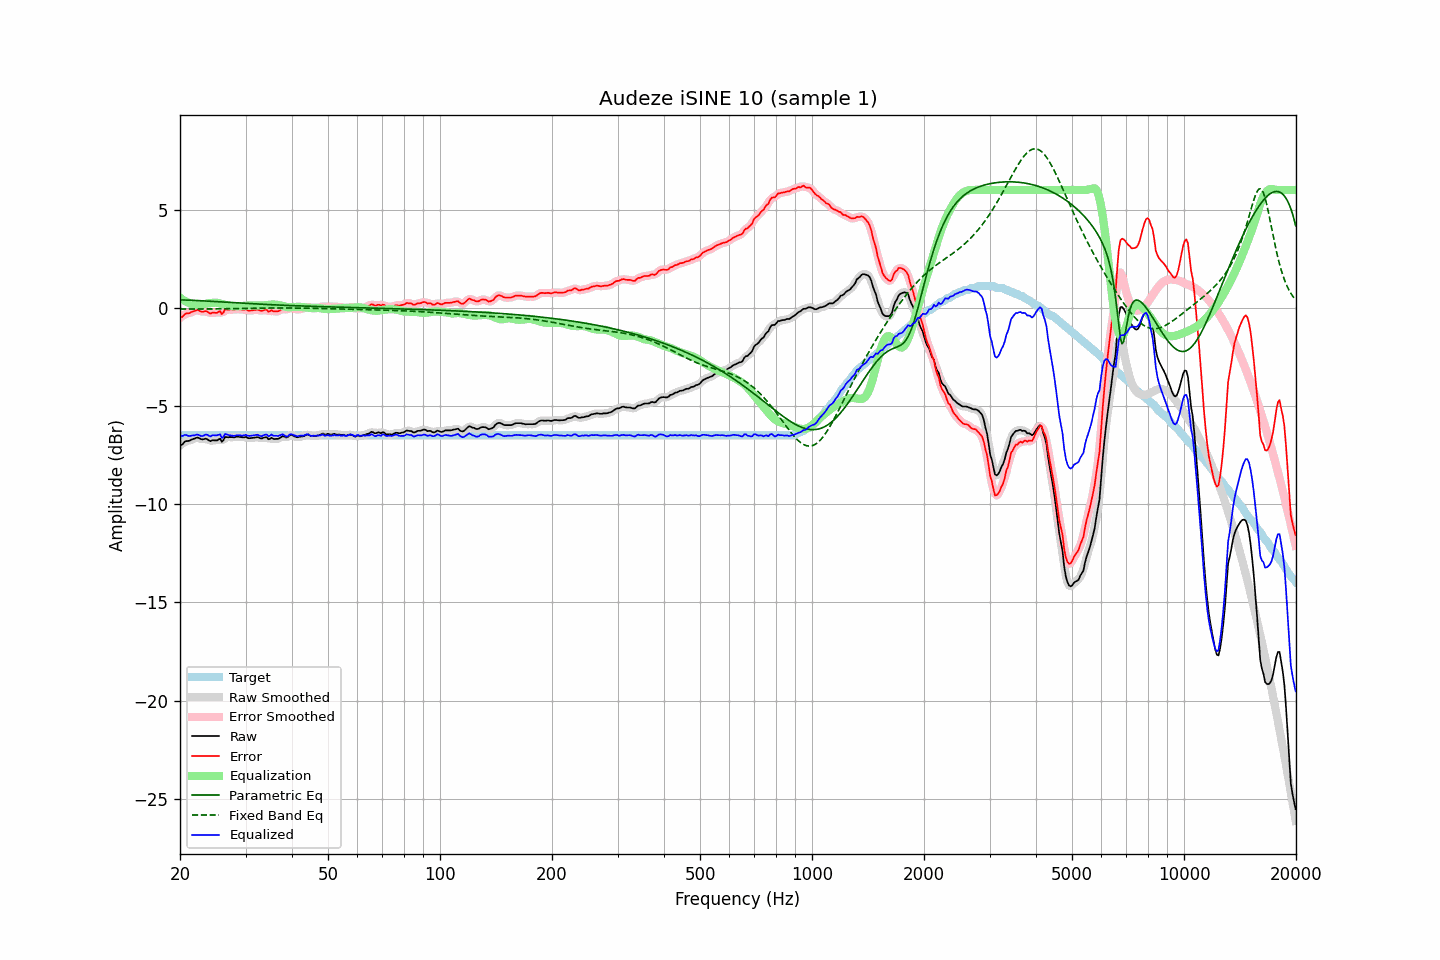 Audeze iSINE 10 (sample 1)
Amplitude (dBr)
5
0
−5
−10
−15
−20
−25
Target
Raw Smoothed
Error Smoothed
Raw
Error
Equalization
Parametric Eq
Fixed Band Eq
Equalized
20 50 100 200 500 1000 2000 5000 10000 20000
Frequency (Hz)